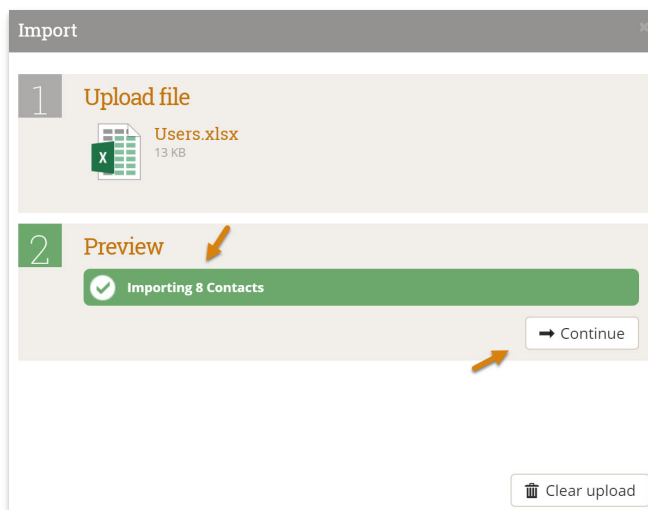 Import
1
Upload file
X
Users.xlsx
13 KB
2
Preview
Importing 8 Contacts
Continue
Clear upload